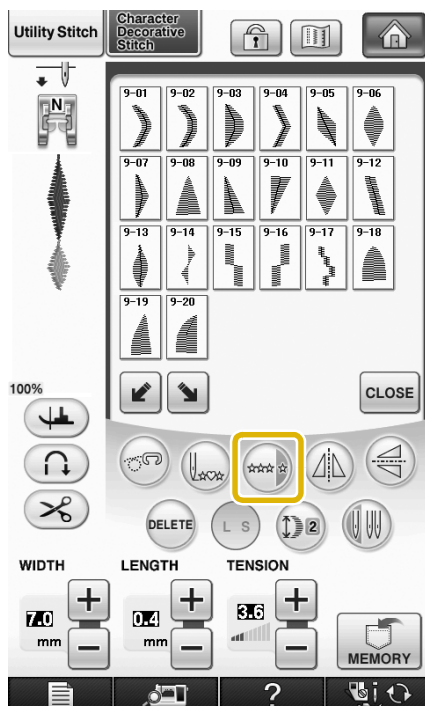 Utility Stitch
Character
Decorative
Stitch
N
9-01 9-02 9-03 9-04 9-05 9-06
9-07 9-08 9-09 9-10 9-11 9-12
9-13 9-14 9-15 9-16 9-17 9-18
9-19 9-20
100%
CLOSE
DELETE L S 2
WIDTH LENGTH TENSION
7.0 0.4 3.6
mm mm
MEMORY
?